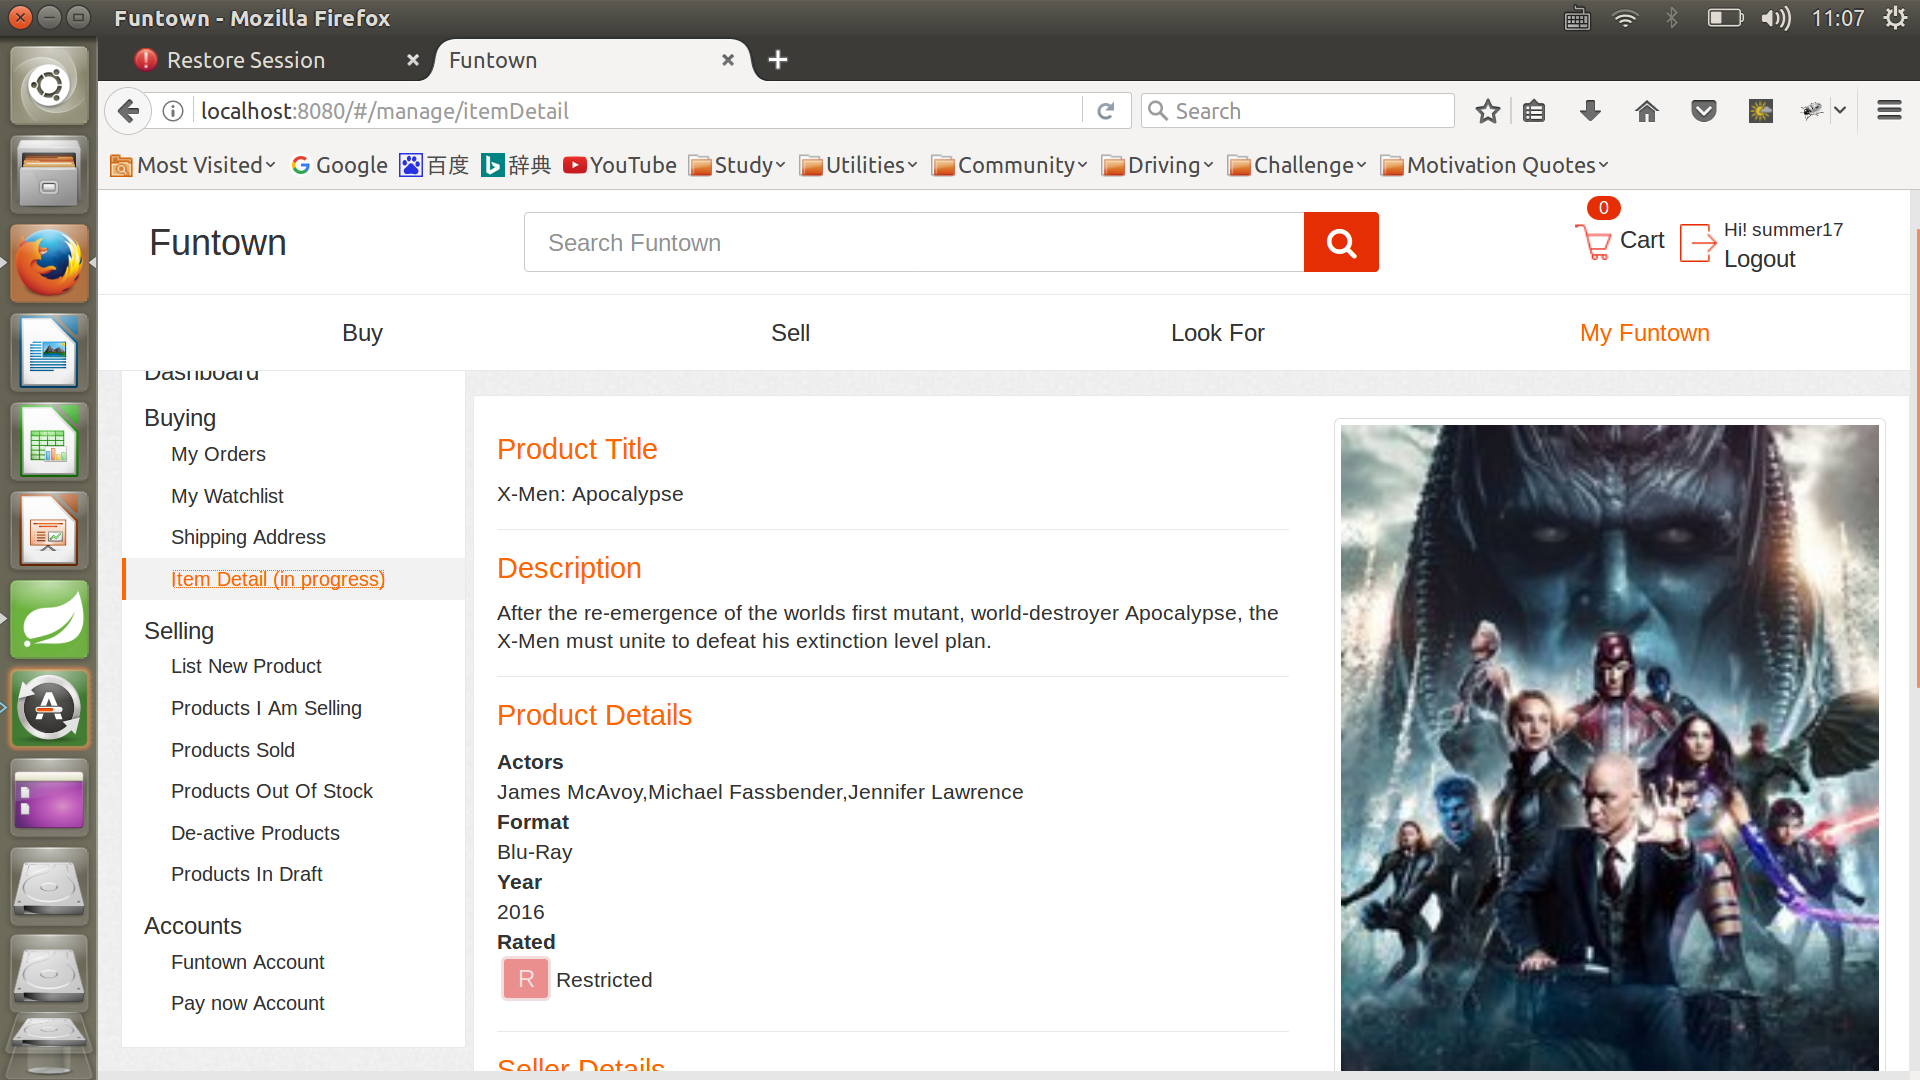 Funtown - Mozilla Firefox
11:07
Restore Session
Funtown
localhost:8080/#/manage/itemDetail
Search
Most Visited
Google
百度
辞典
YouTube
Study
Utilities
Community
Driving
Challenge
Motivation Quotes
Funtown
Search Funtown
0
Cart
Hi! summer17
Logout
Buy
Sell
Look For
My Funtown
Dashboard
Buying
My Orders
My Watchlist
Shipping Address
Item Detail (in progress)
Selling
List New Product
Products I Am Selling
Products Sold
Products Out Of Stock
De-active Products
Products In Draft
Accounts
Funtown Account
Pay now Account
Product Title
X-Men: Apocalypse
Description
After the re-emergence of the worlds first mutant, world-destroyer Apocalypse, the
X-Men must unite to defeat his extinction level plan.
Product Details
Actors
James McAvoy,Michael Fassbender,Jennifer Lawrence
Format
Blu-Ray
Year
2016
Rated
R Restricted
Seller Details